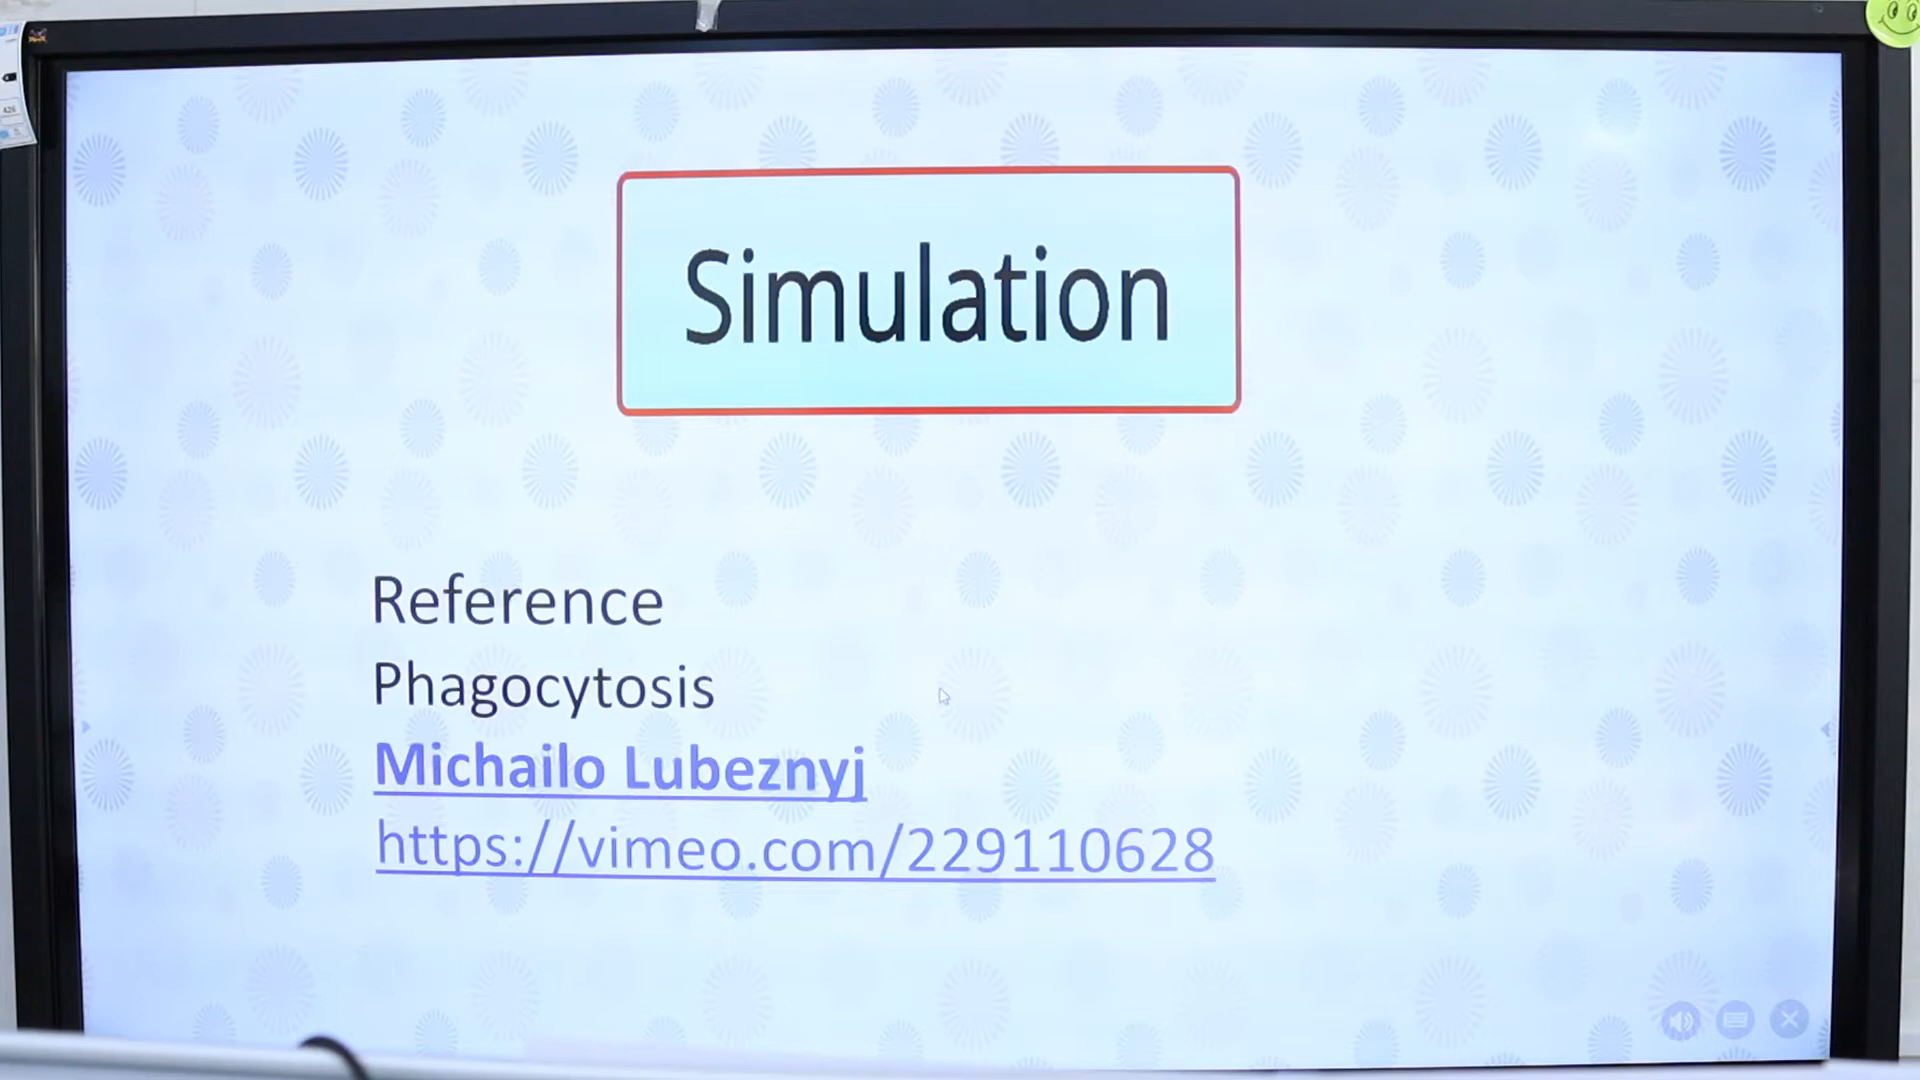 Simulation
Reference
Phagocytosis
Michailo Lubeznyj
https://vimeo.com/229110628